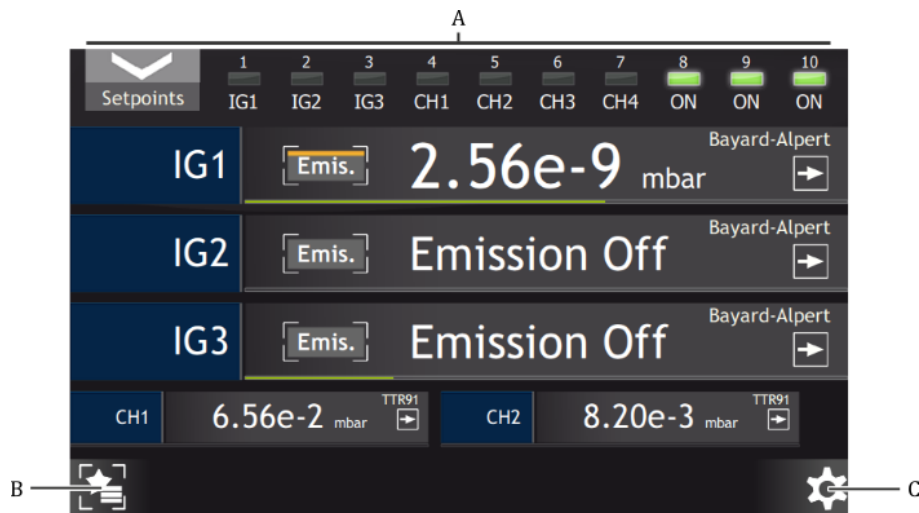 A
1 2 3 4 5 6 7 8 9 10
Setpoints IG1 IG2 IG3 CH1 CH2 CH3 CH4 ON ON ON
IG1 Emis. 2.56e-9 mbar Bayard-Alpert
IG2 Emis. Emission Off Bayard-Alpert
IG3 Emis. Emission Off Bayard-Alpert
CH1 6.56e-2 mbar TTR91 CH2 8.20e-3 mbar TTR91
B C